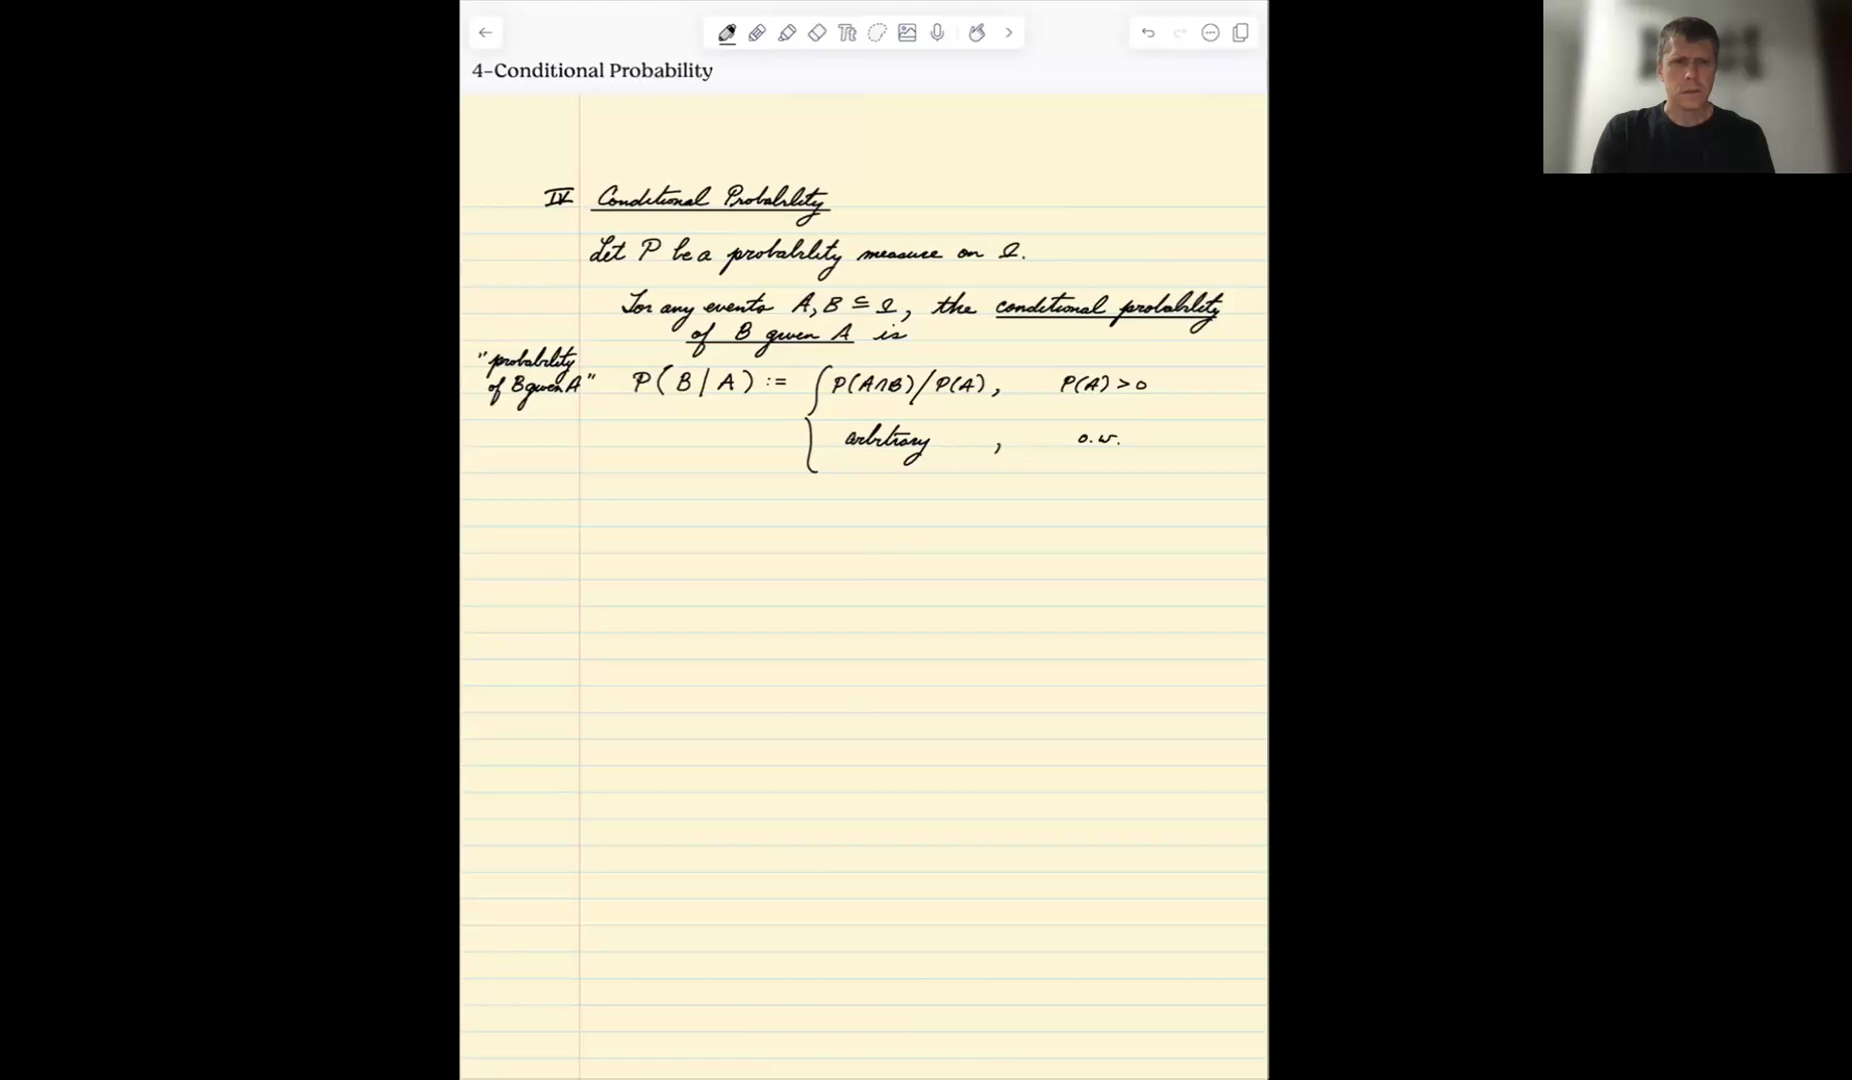 4-Conditional Probability
IV Conditional Probability
Let P be a probability measure on Ω.
For any events A, B ⊆ Ω, the conditional probability
of B given A is
"probability
of B given A" P(B|A) := { P(A∩B)/P(A), P(A)>0
arbitrary , o.w.